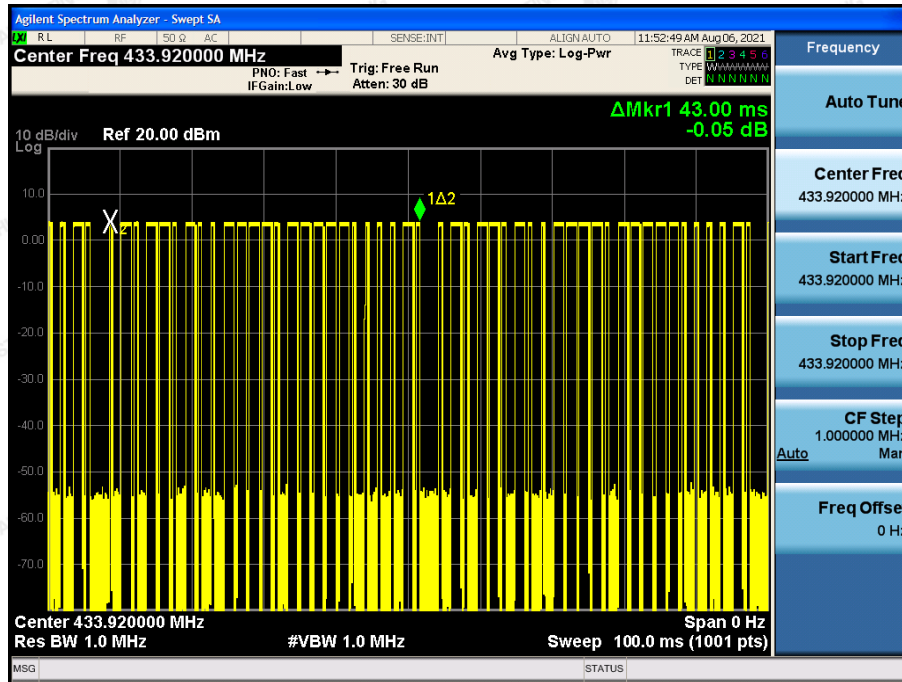 Agilent Spectrum Analyzer - Swept SA
LXI RL RF 50 Ω AC SENSE:INT ALIGN AUTO 11:52:49 AM Aug 06, 2021
Center Freq 433.920000 MHz
PNO: Fast
IFGain:Low
Trig: Free Run
Atten: 30 dB
Avg Type: Log-Pwr
TRACE 1 2 3 4 5 6
TYPE WWWWWW
DET N N N N N N
ΔMkr1 43.00 ms
-0.05 dB
10 dB/div Ref 20.00 dBm
Log
10.0
0.00
-10.0
-20.0
-30.0
-40.0
-50.0
-60.0
-70.0
X2
1Δ2
Center 433.920000 MHz Span 0 Hz
Res BW 1.0 MHz #VBW 1.0 MHz Sweep 100.0 ms (1001 pts)
MSG STATUS
Frequency
Auto Tune
Center Freq
433.920000 MHz
Start Freq
433.920000 MHz
Stop Freq
433.920000 MHz
CF Step
1.000000 MHz
Auto Man
Freq Offset
0 Hz